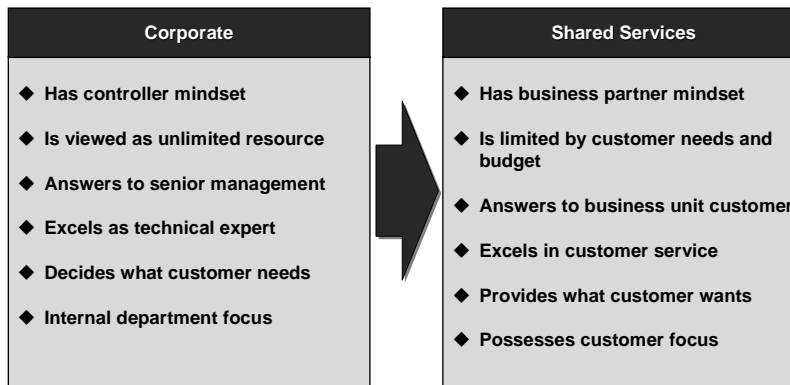 Corporate
◆ Has controller mindset
◆ Is viewed as unlimited resource
◆ Answers to senior management
◆ Excels as technical expert
◆ Decides what customer needs
◆ Internal department focus
Shared Services
◆ Has business partner mindset
◆ Is limited by customer needs and
budget
◆ Answers to business unit customer
◆ Excels in customer service
◆ Provides what customer wants
◆ Possesses customer focus